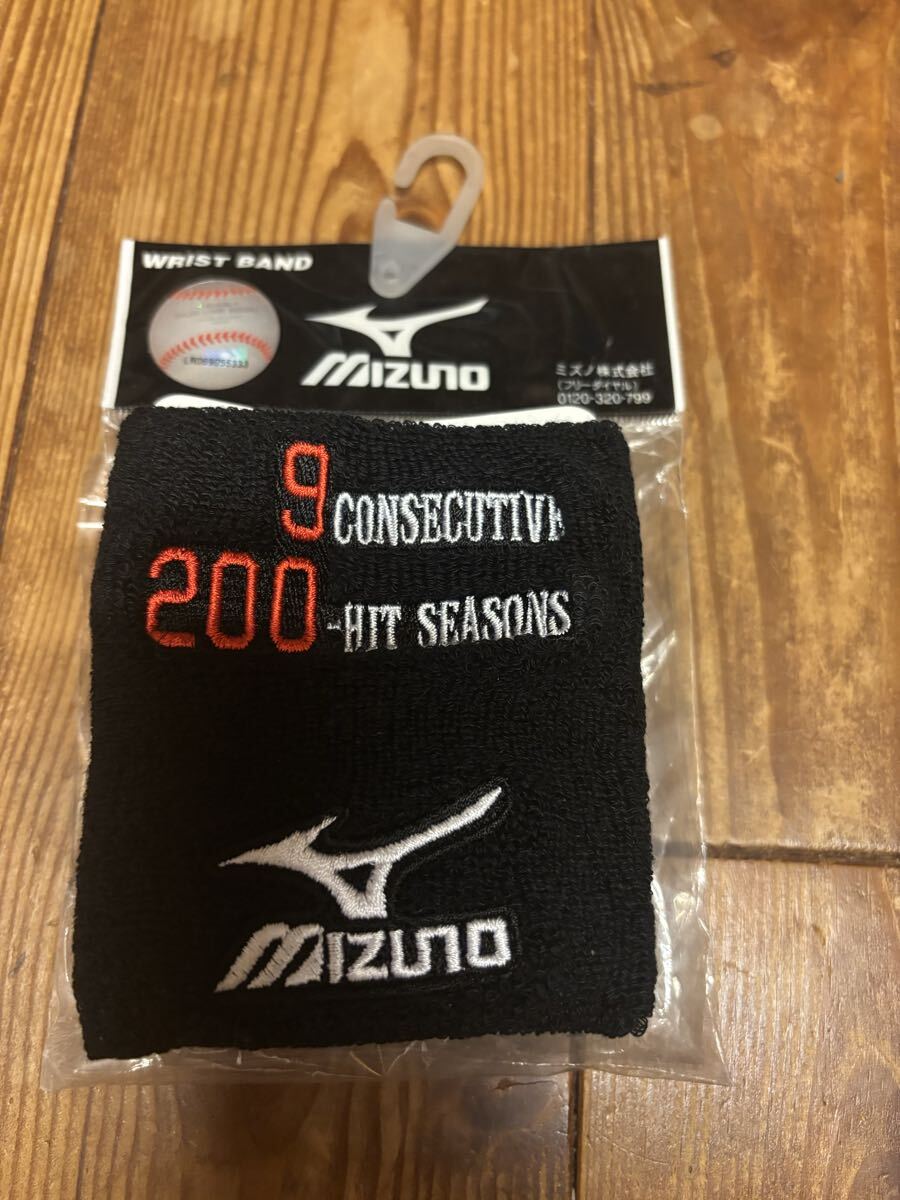 WRIST BAND
LR069055333
MIZUNO
ミズノ株式会社
(フリーダイヤル)
0120-320-799
9 CONSECUTIVE
200-HIT SEASONS
MIZUNO